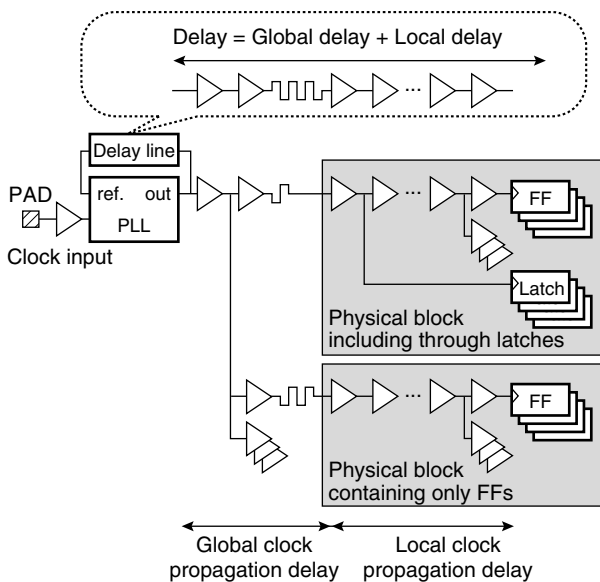 Delay = Global delay + Local delay
...
Delay line
PAD
ref. out
PLL
Clock input
...
FF
Latch
Physical block
including through latches
...
FF
Physical block
containing only FFs
Global clock
propagation delay
Local clock
propagation delay